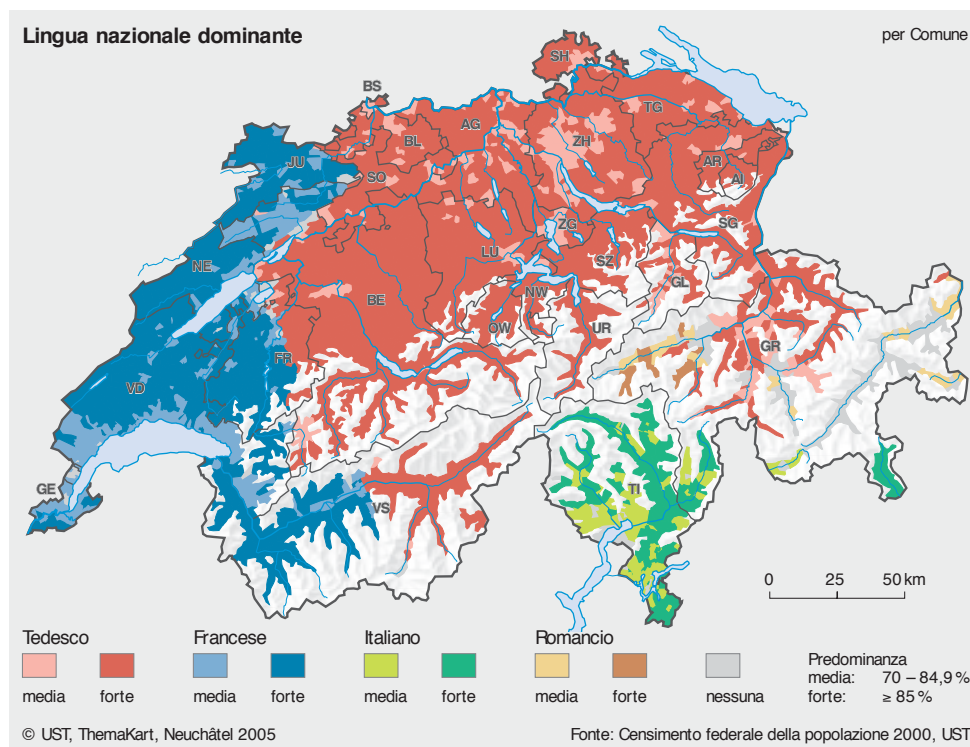 Lingua nazionale dominante
per Comune
SH
BS
TG
AG
BL
ZH
JU
AR
SO
AI
SG
ZG
LU
SZ
NE
GL
NW
BE
UR
OW
GR
FR
VD
GE
TI
VS
0 25 50 km
Tedesco Francese Italiano Romancio
media forte media forte media forte media forte nessuna
Predominanza
media: 70 – 84,9 %
forte: ≥ 85 %
© UST, ThemaKart, Neuchâtel 2005
Fonte: Censimento federale della popolazione 2000, UST